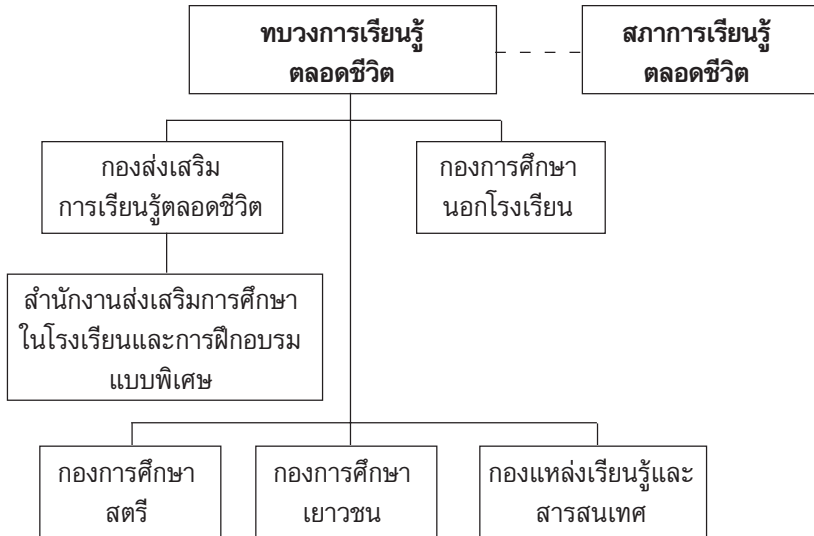 ทบวงการเรียนรู้
ตลอดชีวิต
สภาการเรียนรู้
ตลอดชีวิต
กองส่งเสริม
การเรียนรู้ตลอดชีวิต
กองการศึกษา
นอกโรงเรียน
สำนักงานส่งเสริมการศึกษา
ในโรงเรียนและการฝึกอบรม
แบบพิเศษ
กองการศึกษา
สตรี
กองการศึกษา
เยาวชน
กองแหล่งเรียนรู้และ
สารสนเทศ